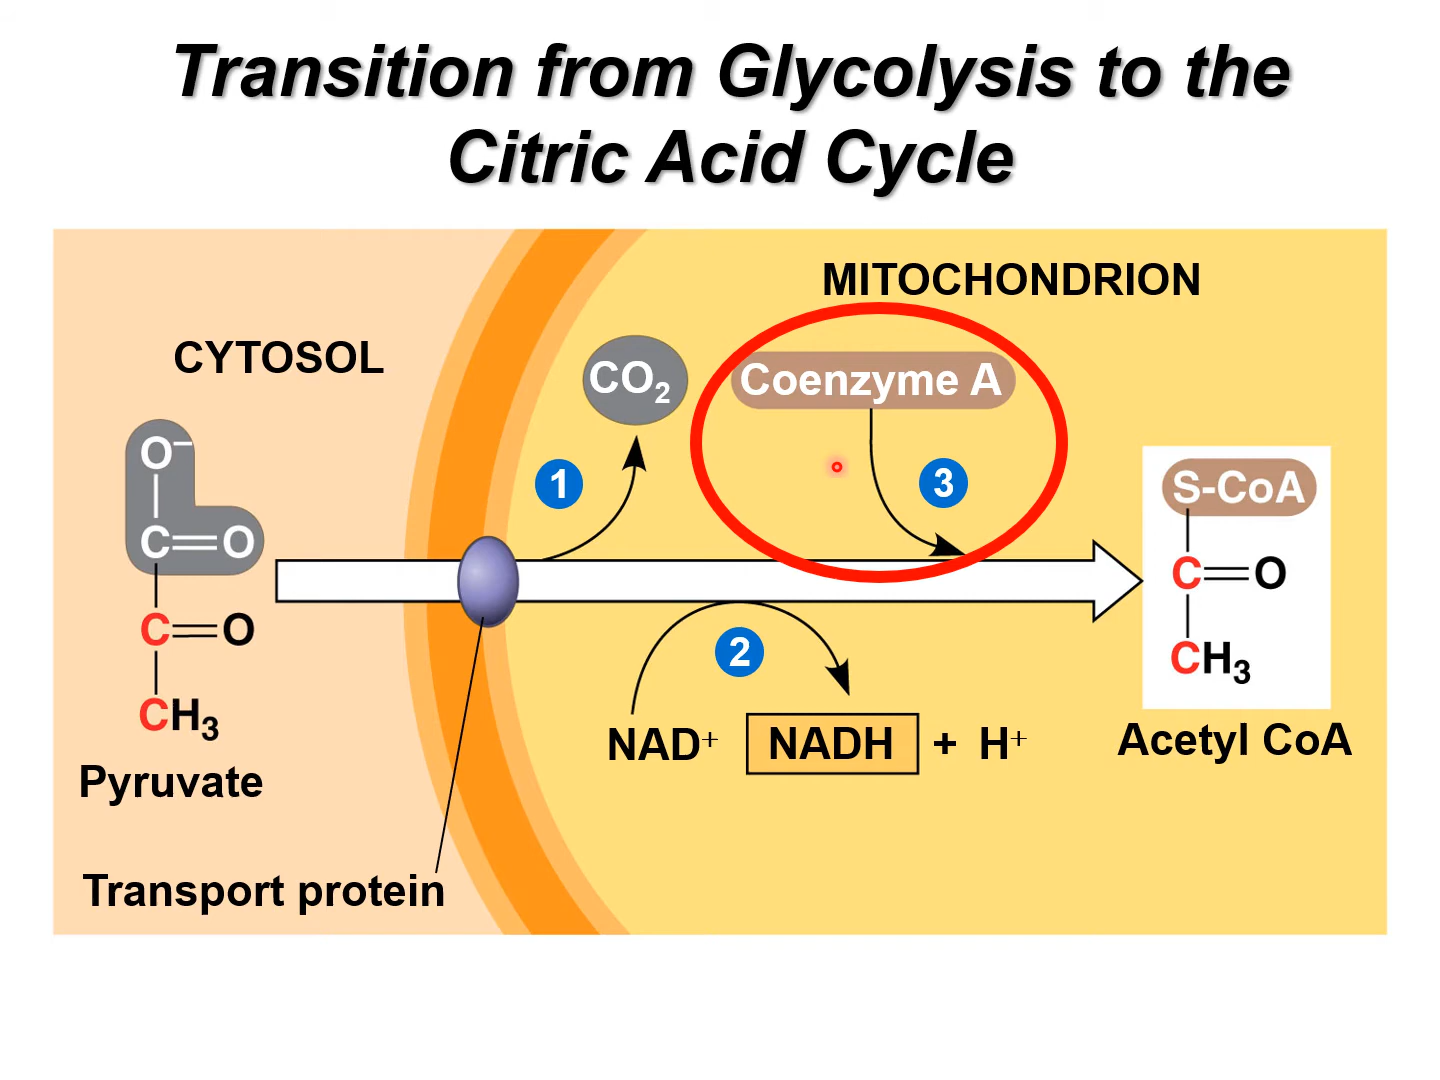 Transition from Glycolysis to the
Citric Acid Cycle
MITOCHONDRION
CYTOSOL
CO₂
Coenzyme A
O⁻
C=O
C=O
CH₃
Pyruvate
1
3
2
NAD⁺
NADH + H⁺
S-CoA
C=O
CH₃
Acetyl CoA
Transport protein